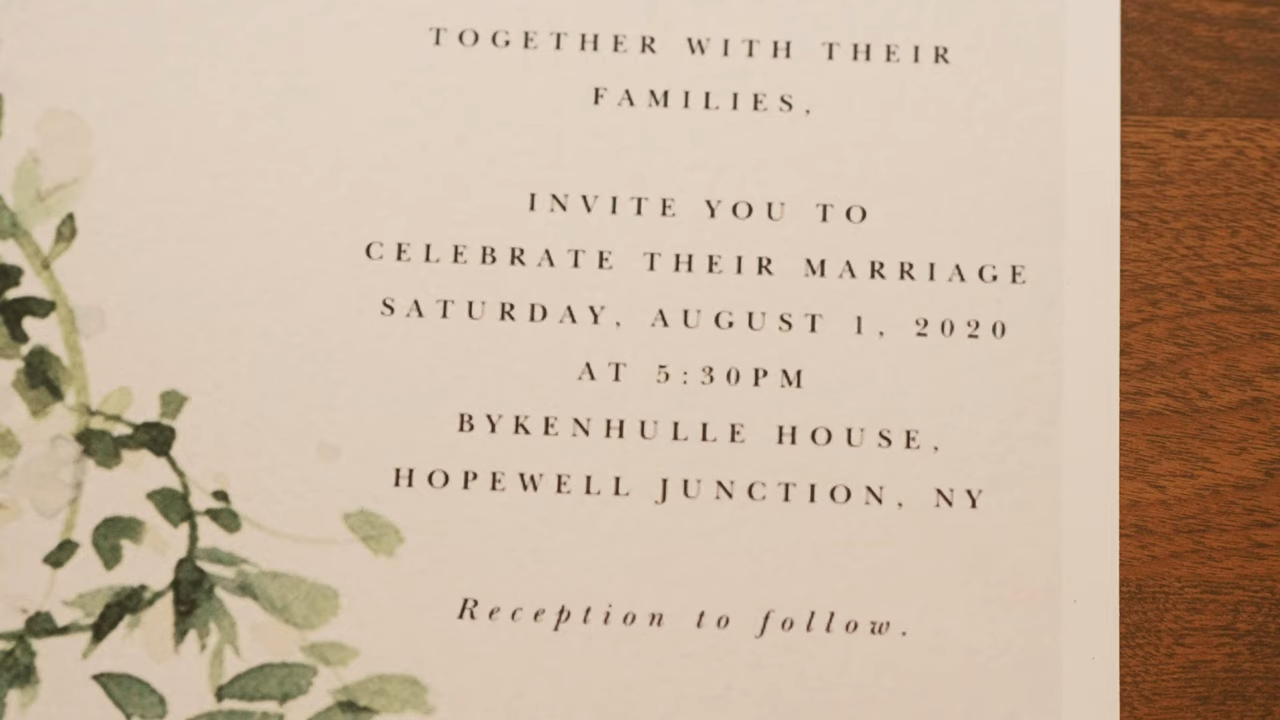 TOGETHER WITH THEIR
FAMILIES,
INVITE YOU TO
CELEBRATE THEIR MARRIAGE
SATURDAY, AUGUST 1, 2020
AT 5:30PM
BYKENHULLE HOUSE,
HOPEWELL JUNCTION, NY
Reception to follow.